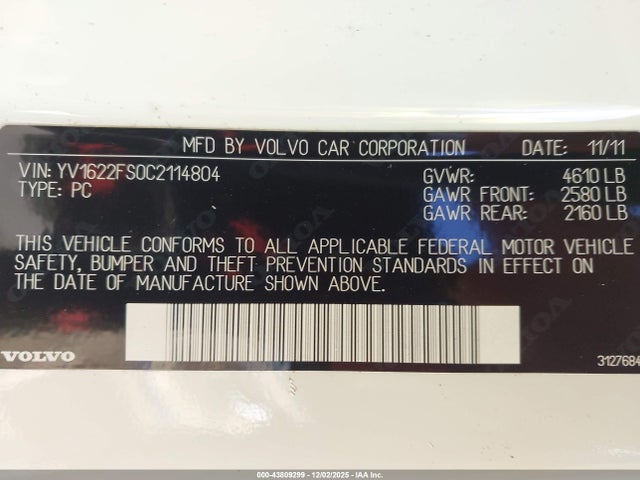 MFD BY VOLVO CAR CORPORATION DATE: 11/11
VIN: YV1622FS0C2114804 GVWR: 4610 LB
TYPE: PC GAWR FRONT: 2580 LB
GAWR REAR: 2160 LB
THIS VEHICLE CONFORMS TO ALL APPLICABLE FEDERAL MOTOR VEHICLE
SAFETY, BUMPER AND THEFT PREVENTION STANDARDS IN EFFECT ON
THE DATE OF MANUFACTURE SHOWN ABOVE.
VOLVO 3127684
000-43809299 - 12/02/2025 - IAA Inc.